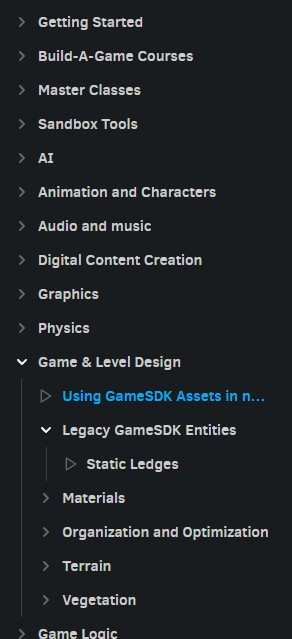 Getting Started
Build-A-Game Courses
Master Classes
Sandbox Tools
AI
Animation and Characters
Audio and music
Digital Content Creation
Graphics
Physics
Game & Level Design
Using GameSDK Assets in n...
Legacy GameSDK Entities
Static Ledges
Materials
Organization and Optimization
Terrain
Vegetation
Game Logic